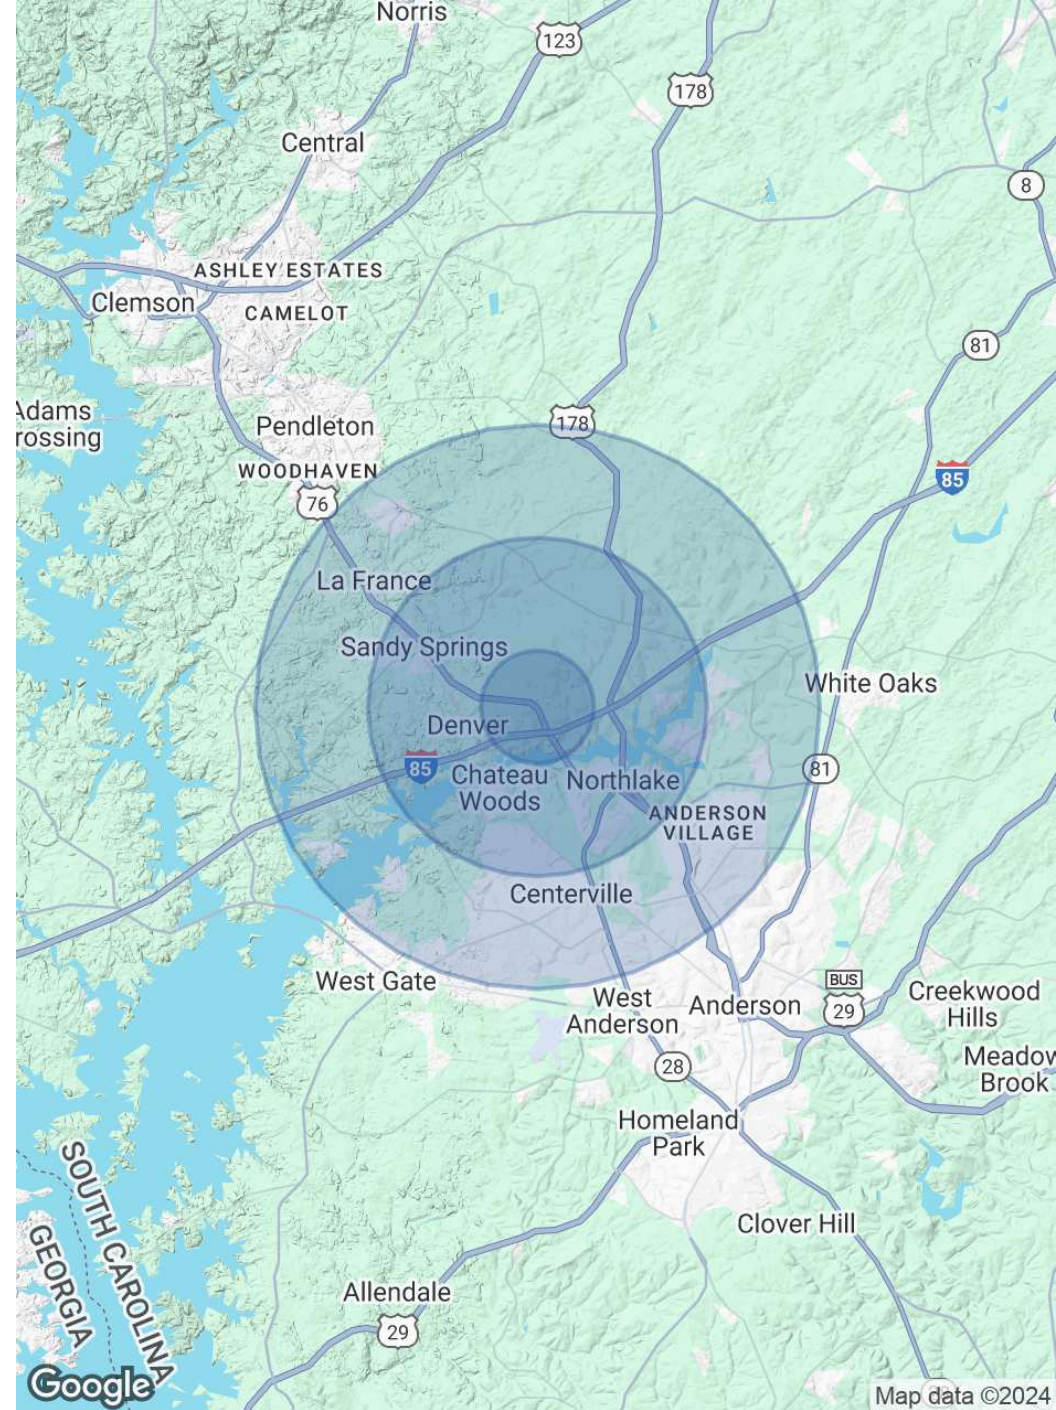 Norris
123
178
Central
8
ASHLEY ESTATES
Clemson
CAMELOT
81
Adams
rossing
178
Pendleton
WOODHAVEN
85
76
La France
Sandy Springs
White Oaks
Denver
85
81
Chateau
Woods
Northlake
ANDERSON
VILLAGE
Centerville
West Gate
BUS
29
West
Anderson
Anderson
Creekwood
Hills
28
Meadow
Brook
Homeland
Park
SOUTH CAROLINA
GEORGIA
Clover Hill
Allendale
29
Google
Map data ©2024